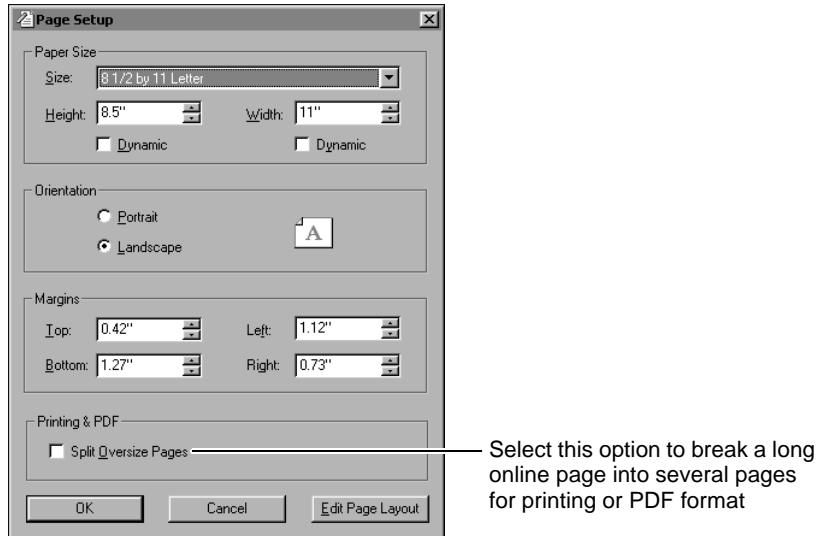 Page Setup
Paper Size
Size: 8 1/2 by 11 Letter
Height: 8.5" Width: 11"
Dynamic Dynamic
Orientation
Portrait
A
Landscape
Margins
Top: 0.42" Left: 1.12"
Bottom: 1.27" Right: 0.73"
Printing & PDF
Split Oversize Pages
Select this option to break a long
online page into several pages
for printing or PDF format
OK Cancel Edit Page Layout